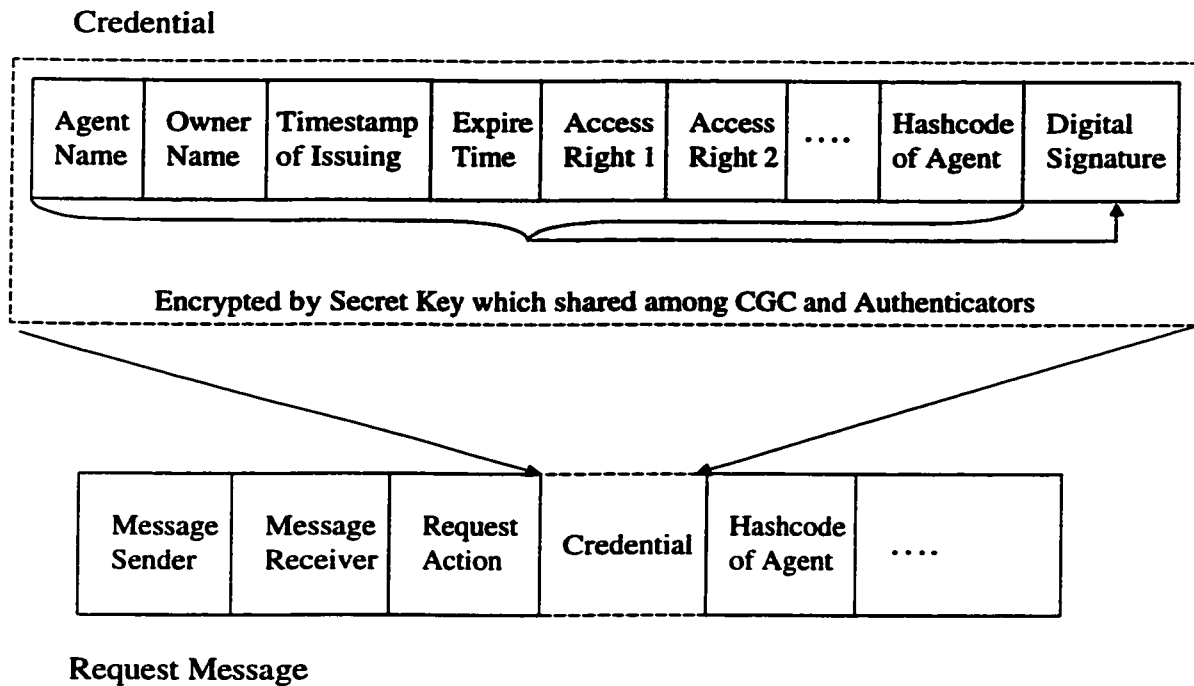 Credential
Agent Name
Owner Name
Timestamp of Issuing
Expire Time
Access Right 1
Access Right 2
....
Hashcode of Agent
Digital Signature
Encrypted by Secret Key which shared among CGC and Authenticators
Message Sender
Message Receiver
Request Action
Credential
Hashcode of Agent
....
Request Message